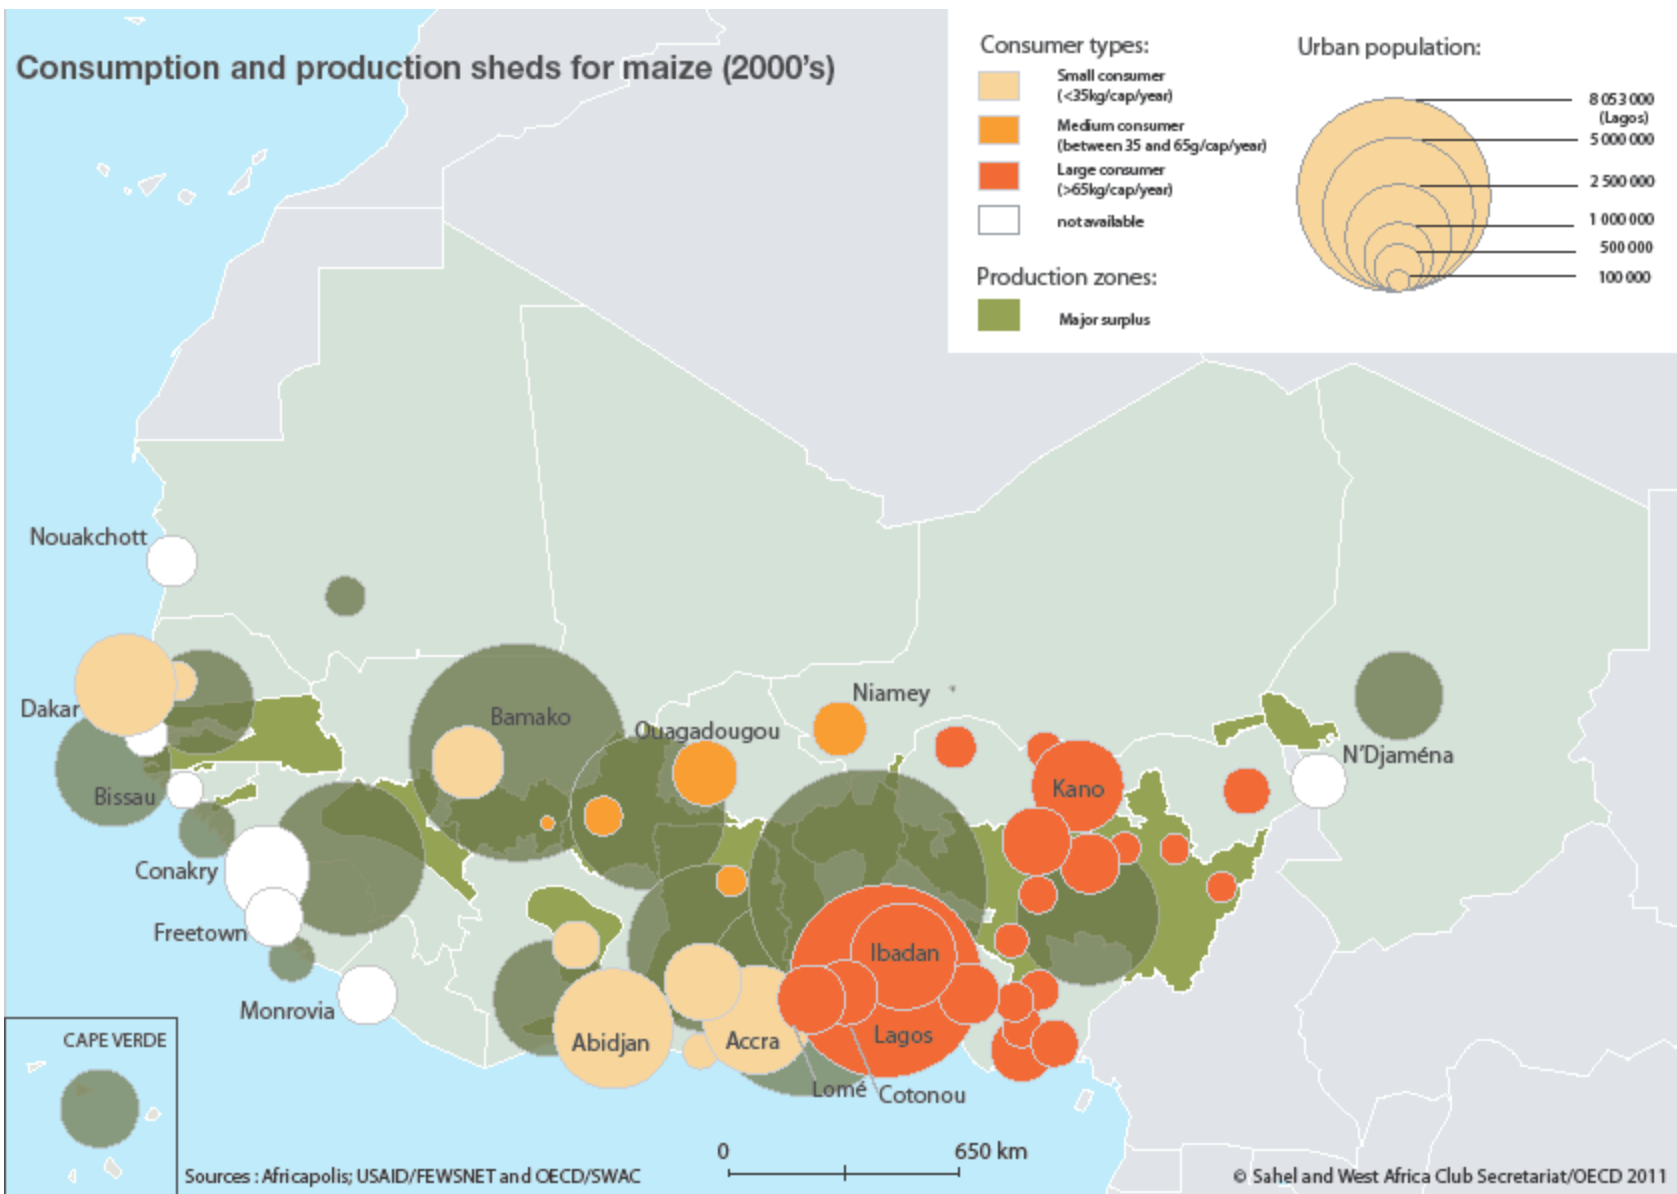 Consumption and production sheds for maize (2000's)
Consumer types:
Small consumer
(<35kg/cap/year)
Medium consumer
(between 35 and 65g/cap/year)
Large consumer
(>65kg/cap/year)
not available
Production zones:
Major surplus
Urban population:
8 053 000
(Lagos)
5 000 000
2 500 000
1 000 000
500 000
100 000
Nouakchott
Dakar
Bamako
Ouagadougou
Niamey
N'Djaména
Kano
Bissau
Conakry
Freetown
Monrovia
Abidjan
Accra
Ibadan
Lagos
Lomé
Cotonou
CAPE VERDE
0
650 km
Sources : Africapolis; USAID/FEWSNET and OECD/SWAC
© Sahel and West Africa Club Secretariat/OECD 2011